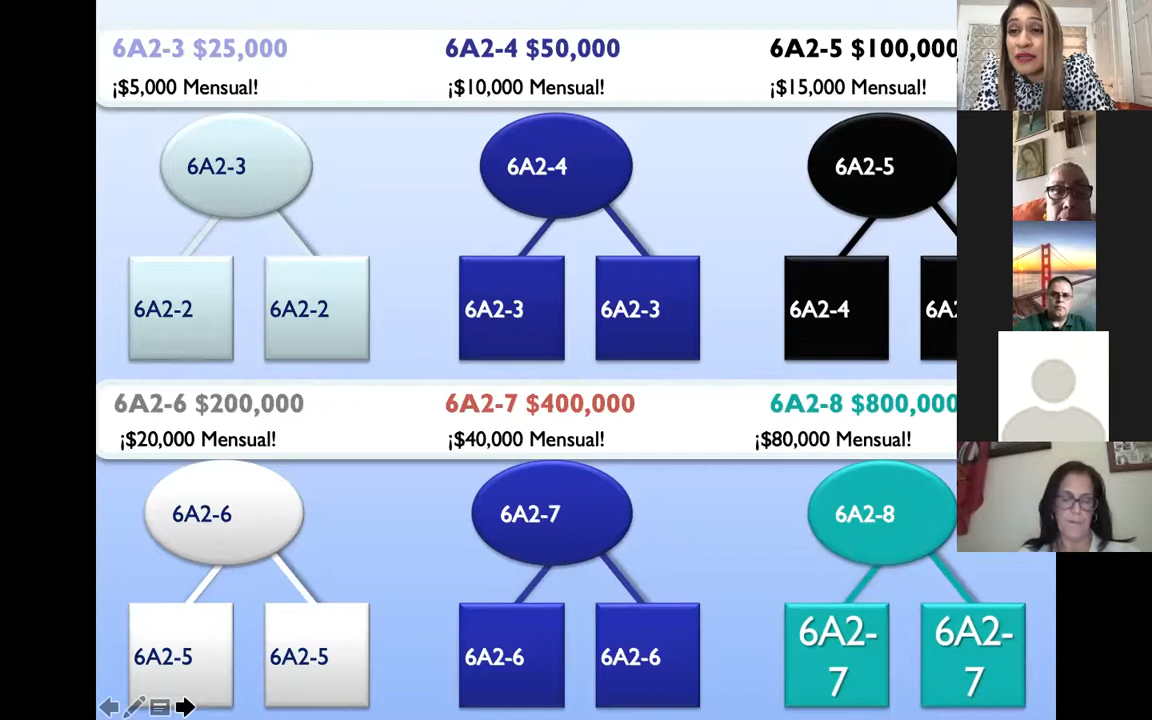 6A2-3 $25,000
¡$5,000 Mensual!
6A2-4 $50,000
¡$10,000 Mensual!
6A2-5 $100,000
¡$15,000 Mensual!
6A2-3
6A2-4
6A2-5
6A2-2
6A2-2
6A2-3
6A2-3
6A2-4
6A2-6 $200,000
¡$20,000 Mensual!
6A2-7 $400,000
¡$40,000 Mensual!
6A2-8 $800,000
¡$80,000 Mensual!
6A2-6
6A2-7
6A2-8
6A2-5
6A2-5
6A2-6
6A2-6
6A2-
7
6A2-
7